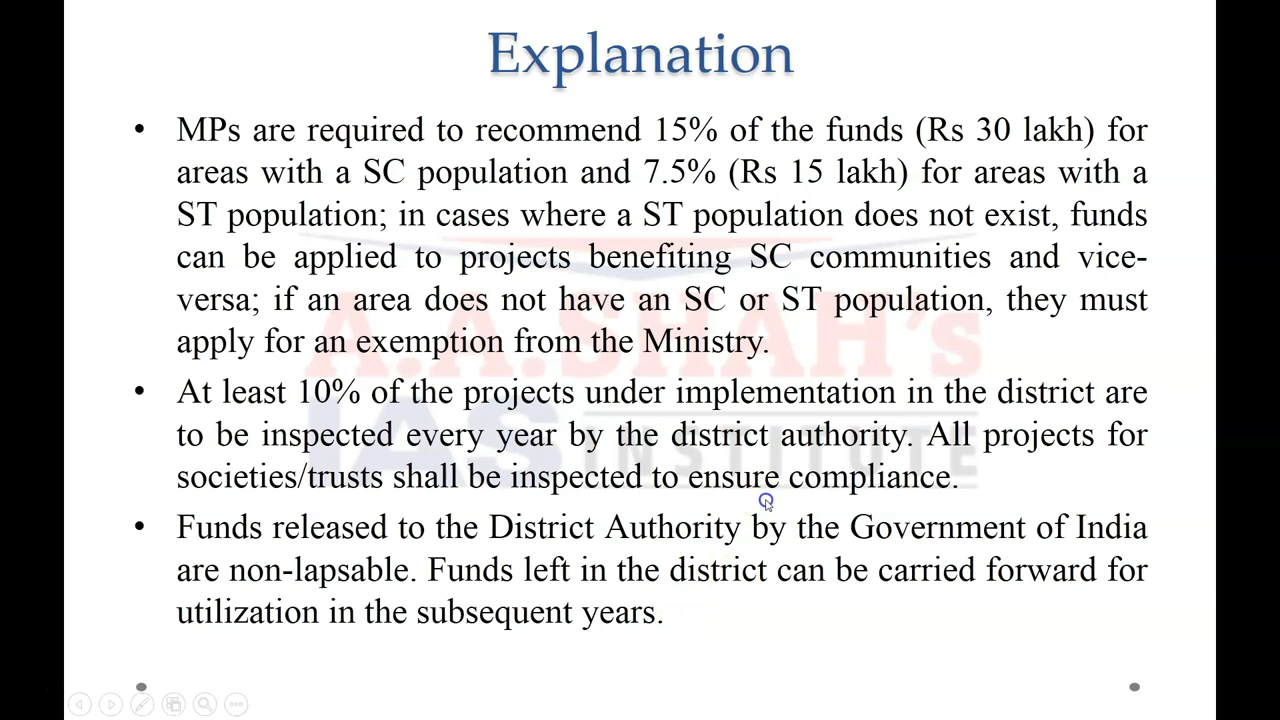 Explanation
• MPs are required to recommend 15% of the funds (Rs 30 lakh) for
areas with a SC population and 7.5% (Rs 15 lakh) for areas with a
ST population; in cases where a ST population does not exist, funds
can be applied to projects benefiting SC communities and vice-
versa; if an area does not have an SC or ST population, they must
apply for an exemption from the Ministry.
• At least 10% of the projects under implementation in the district are
to be inspected every year by the district authority. All projects for
societies/trusts shall be inspected to ensure compliance.
• Funds released to the District Authority by the Government of India
are non-lapsable. Funds left in the district can be carried forward for
utilization in the subsequent years.
A.A.SHAH's
IAS INSTITUTE